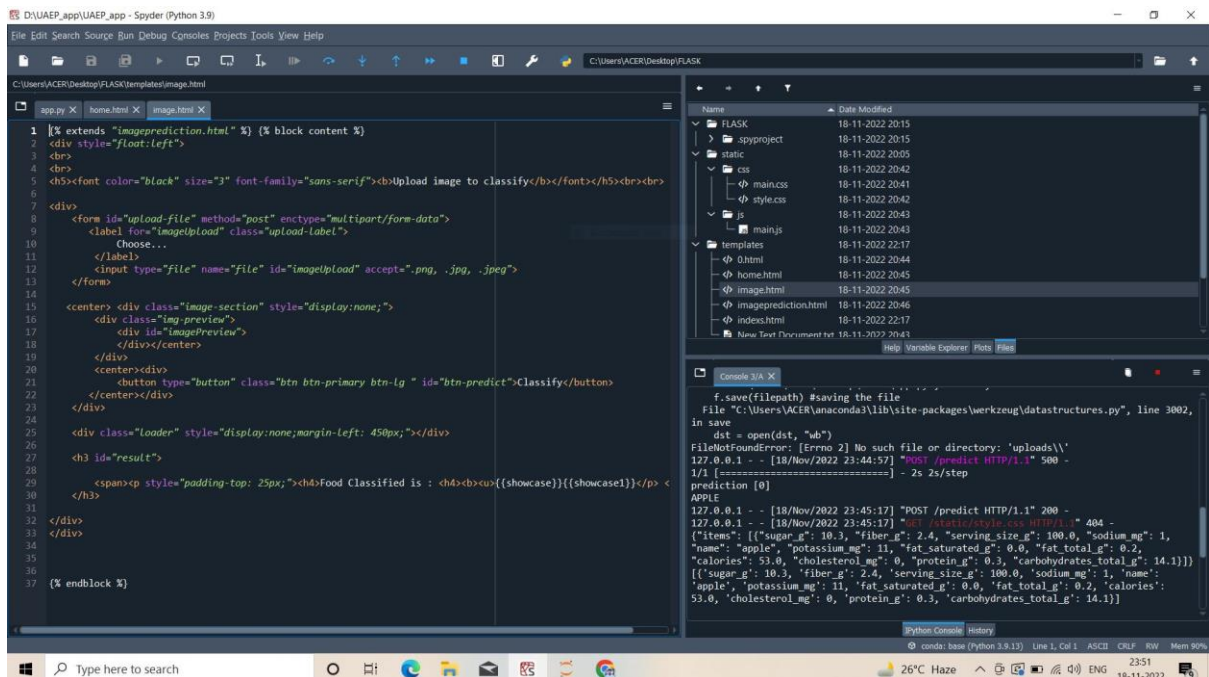 D:\UAEP_app\UAEP_app - Spyder (Python 3.9)
File Edit Search Source Run Debug Consoles Projects Tools View Help
C:\Users\ACER\Desktop\FLASK
C:\Users\ACER\Desktop\FLASK\templates\image.html
app.py X home.html X image.html X
1 {% extends "imageprediction.html" %} {% block content %}
2 <div style="float:left">
3 <br>
4 <br>
5 <h5><font color="black" size="3" font-family="sans-serif"><b>Upload image to classify</b></font></h5><br><br>
6
7 <div>
8 <form id="upload-file" method="post" enctype="multipart/form-data">
9 <label for="imageUpload" class="upload-label">
10 Choose...
11 </label>
12 <input type="file" name="file" id="imageUpload" accept=".png, .jpg, .jpeg">
13 </form>
14
15 <center> <div class="image-section" style="display:none;">
16 <div class="img-preview">
17 <div id="imagePreview">
18 </div></center>
19 </div>
20 <center><div>
21 <button type="button" class="btn btn-primary btn-lg " id="btn-predict">Classify</button>
22 </center></div>
23 </div>
24
25 <div class="loader" style="display:none;margin-left: 450px;"></div>
26
27 <h3 id="result">
28
29 <span><p style="padding-top: 25px;"><h4>Food Classified is : <h4><b><u>{{showcase}}{{showcase1}}</p> <
30 </h3>
31
32 </div>
33 </div>
34
35
36
37 {% endblock %}
Name Date Modified
FLASK 18-11-2022 20:15
.spyproject 18-11-2022 20:15
static 18-11-2022 20:05
css 18-11-2022 20:42
main.css 18-11-2022 20:41
style.css 18-11-2022 20:42
js 18-11-2022 20:43
main.js 18-11-2022 20:43
templates 18-11-2022 22:17
0.html 18-11-2022 20:44
home.html 18-11-2022 20:45
image.html 18-11-2022 20:45
imageprediction.html 18-11-2022 20:46
indexs.html 18-11-2022 22:17
New Text Document.txt 18-11-2022 20:43
Help Variable Explorer Plots Files
Console 3/A X
f.save(filepath) #saving the file
File "C:\Users\ACER\anaconda3\lib\site-packages\werkzeug\datastructures.py", line 3002,
in save
dst = open(dst, "wb")
FileNotFoundError: [Errno 2] No such file or directory: 'uploads\\'
127.0.0.1 - - [18/Nov/2022 23:44:57] "POST /predict HTTP/1.1" 500 -
1/1 [==============================] - 2s 2s/step
prediction [0]
APPLE
127.0.0.1 - - [18/Nov/2022 23:45:17] "POST /predict HTTP/1.1" 200 -
127.0.0.1 - - [18/Nov/2022 23:45:17] "GET /static/style.css HTTP/1.1" 404 -
{"items": [{"sugar_g": 10.3, "fiber_g": 2.4, "serving_size_g": 100.0, "sodium_mg": 1,
"name": "apple", "potassium_mg": 11, "fat_saturated_g": 0.0, "fat_total_g": 0.2,
"calories": 53.0, "cholesterol_mg": 0, "protein_g": 0.3, "carbohydrates_total_g": 14.1}]}
[{'sugar_g': 10.3, 'fiber_g': 2.4, 'serving_size_g': 100.0, 'sodium_mg': 1, 'name':
'apple', 'potassium_mg': 11, 'fat_saturated_g': 0.0, 'fat_total_g': 0.2, 'calories':
53.0, 'cholesterol_mg': 0, 'protein_g': 0.3, 'carbohydrates_total_g': 14.1}]
IPython Console History
conda: base (Python 3.9.13) Line 1, Col 1 ASCII CRLF RW Mem 90%
Type here to search
26°C Haze ENG
23:51
18-11-2022